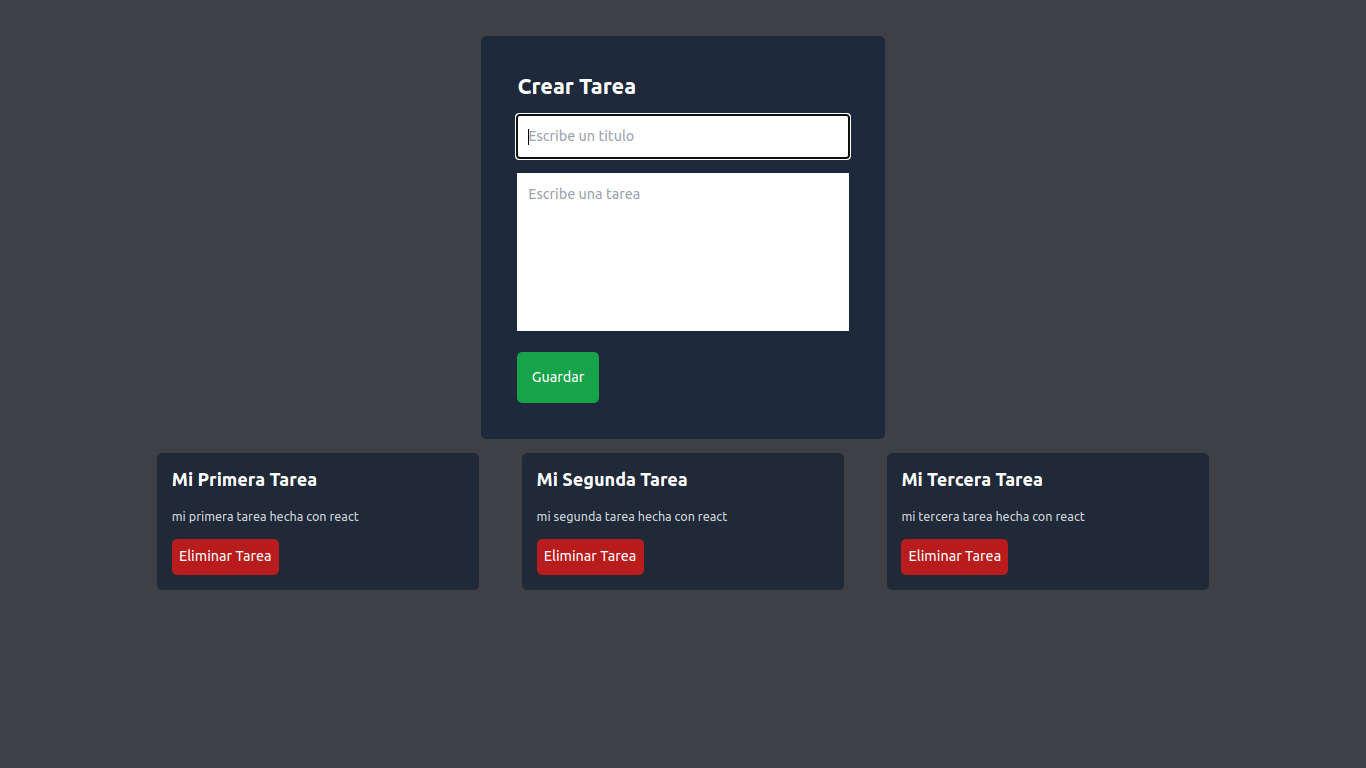 Crear Tarea
Escribe un titulo
Escribe una tarea
Guardar
Mi Primera Tarea
mi primera tarea hecha con react
Eliminar Tarea
Mi Segunda Tarea
mi segunda tarea hecha con react
Eliminar Tarea
Mi Tercera Tarea
mi tercera tarea hecha con react
Eliminar Tarea